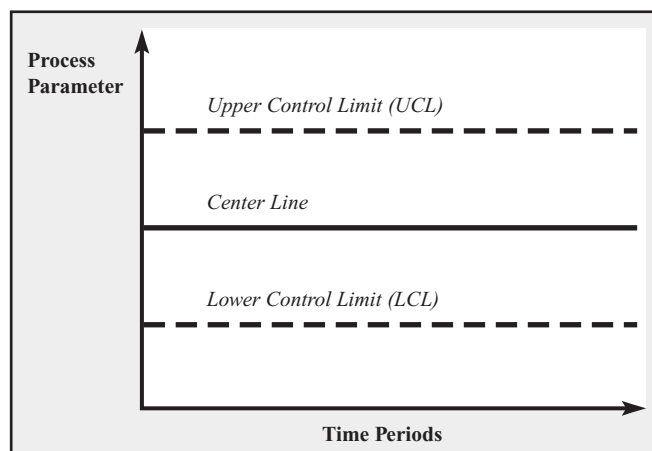 Process
Parameter
Upper Control Limit (UCL)
Center Line
Lower Control Limit (LCL)
Time Periods